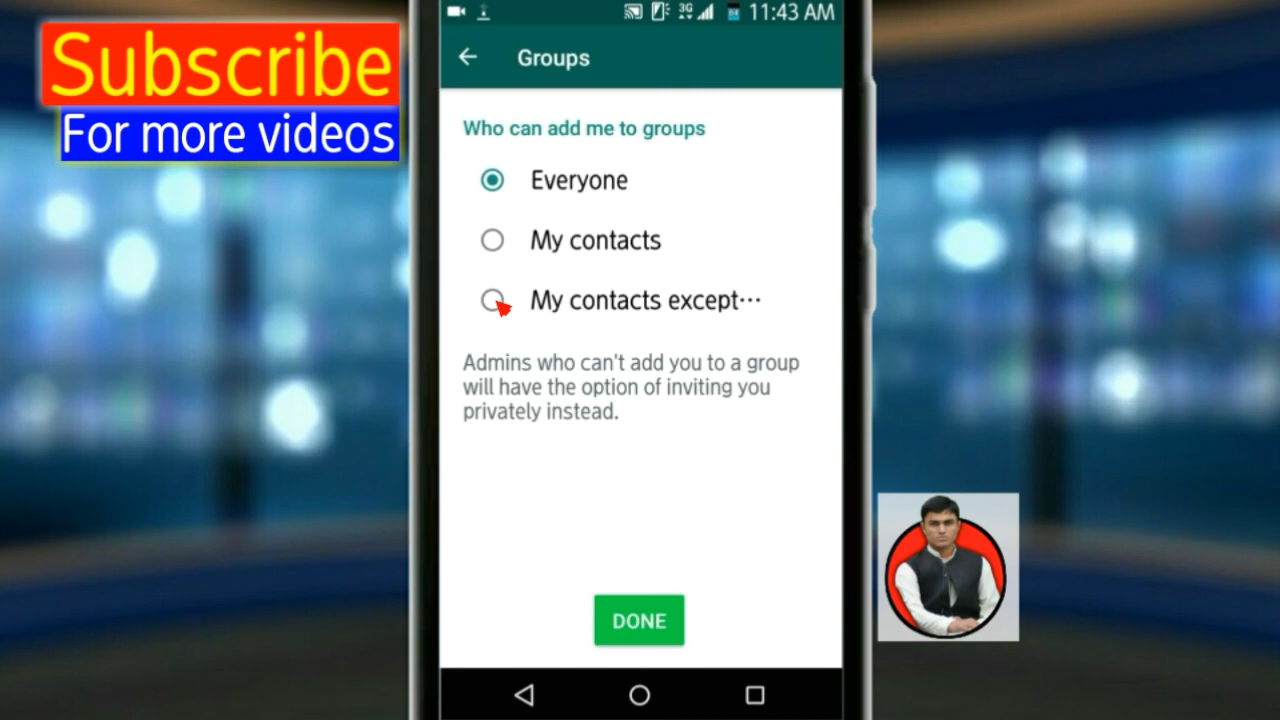 Subscribe
For more videos
3G 11:43 AM
Groups
Who can add me to groups
Everyone
My contacts
My contacts except···
Admins who can't add you to a group
will have the option of inviting you
privately instead.
DONE